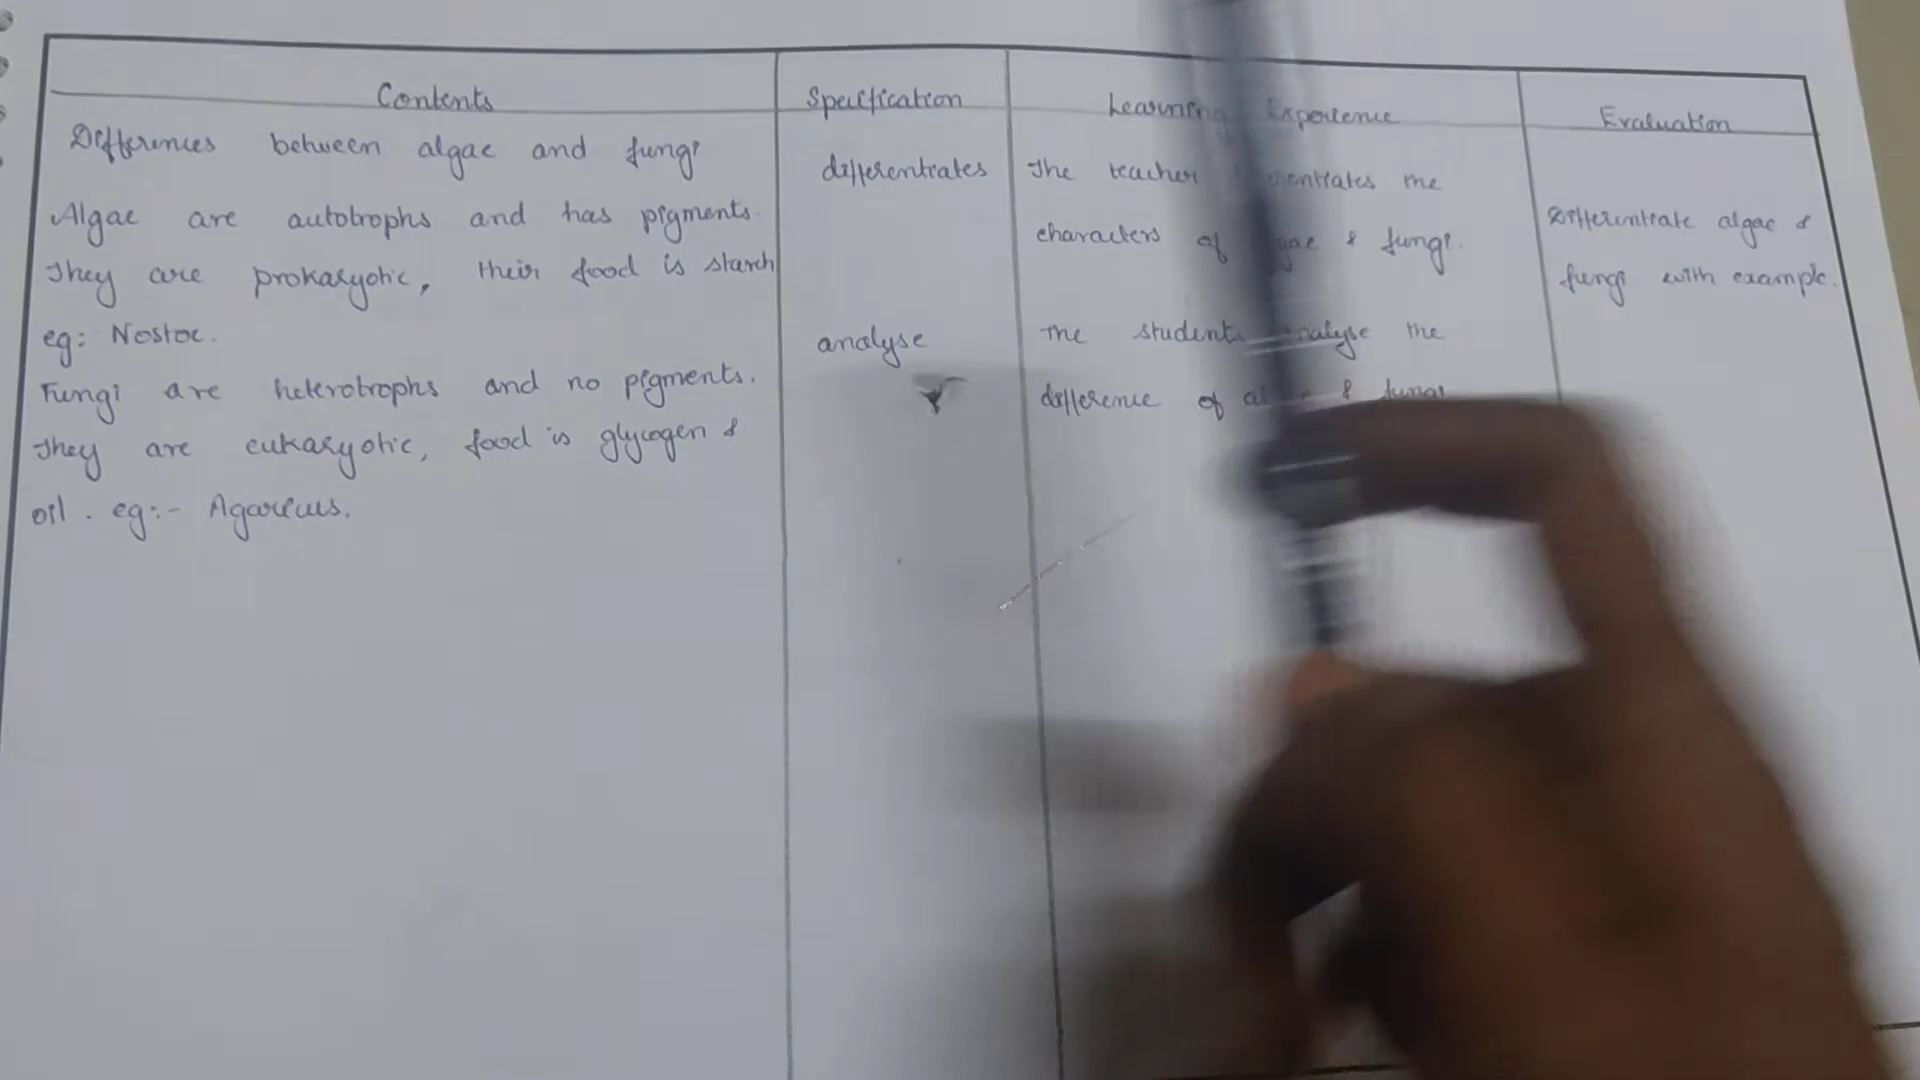 Contents
Differences between algae and fungi
Algae are autotrophs and has pigments.
They are prokaryotic, their food is starch
eg: Nostoc.
Fungi are heterotrophs and no pigments.
They are eukaryotic, food is glycogen &
oil. eg:- Agaricus.
Specification
differentiates
analyse
Learning Experience
The teacher the
characters of & fungi.
The students analyse the
difference of & fungi
Evaluation
Differentiate algae &
fungi with example.